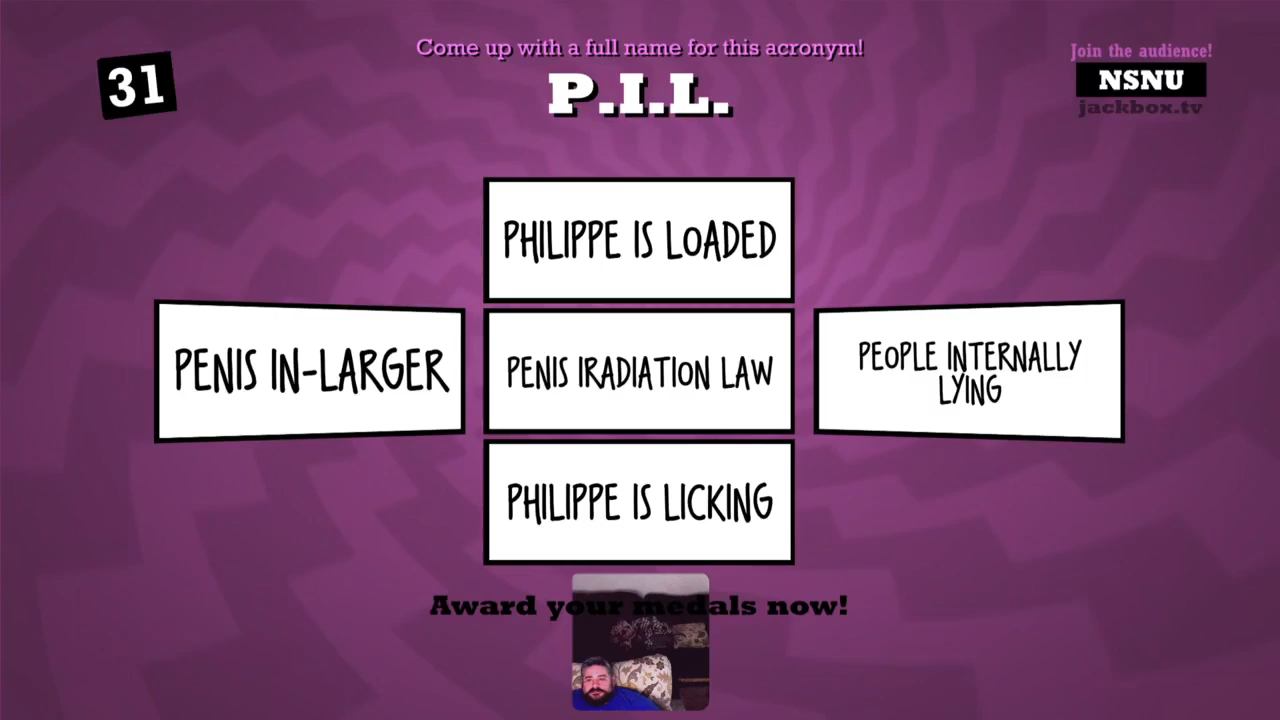 Come up with a full name for this acronym!
31
P.I.L.
Join the audience!
NSNU
jackbox.tv
PHILIPPE IS LOADED
PENIS IN-LARGER
PENIS IRADIATION LAW
PEOPLE INTERNALLY
LYING
PHILIPPE IS LICKING
Award your medals now!